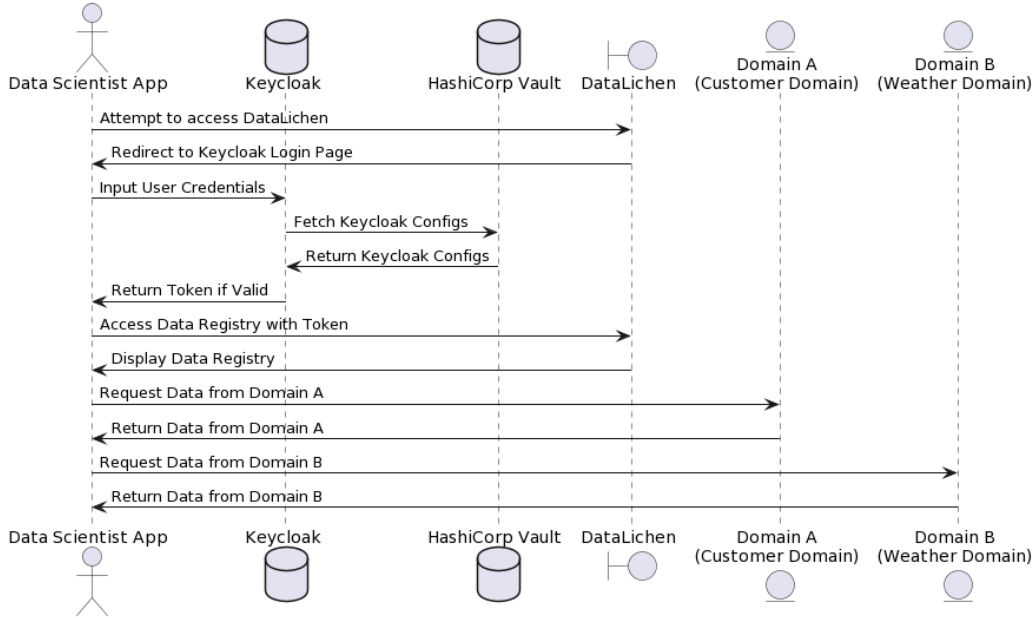 Data Scientist App
Keycloak
HashiCorp Vault
DataLichen
Domain A
(Customer Domain)
Domain B
(Weather Domain)
Attempt to access DataLichen
Redirect to Keycloak Login Page
Input User Credentials
Fetch Keycloak Configs
Return Keycloak Configs
Return Token if Valid
Access Data Registry with Token
Display Data Registry
Request Data from Domain A
Return Data from Domain A
Request Data from Domain B
Return Data from Domain B
Data Scientist App
Keycloak
HashiCorp Vault
DataLichen
Domain A
(Customer Domain)
Domain B
(Weather Domain)